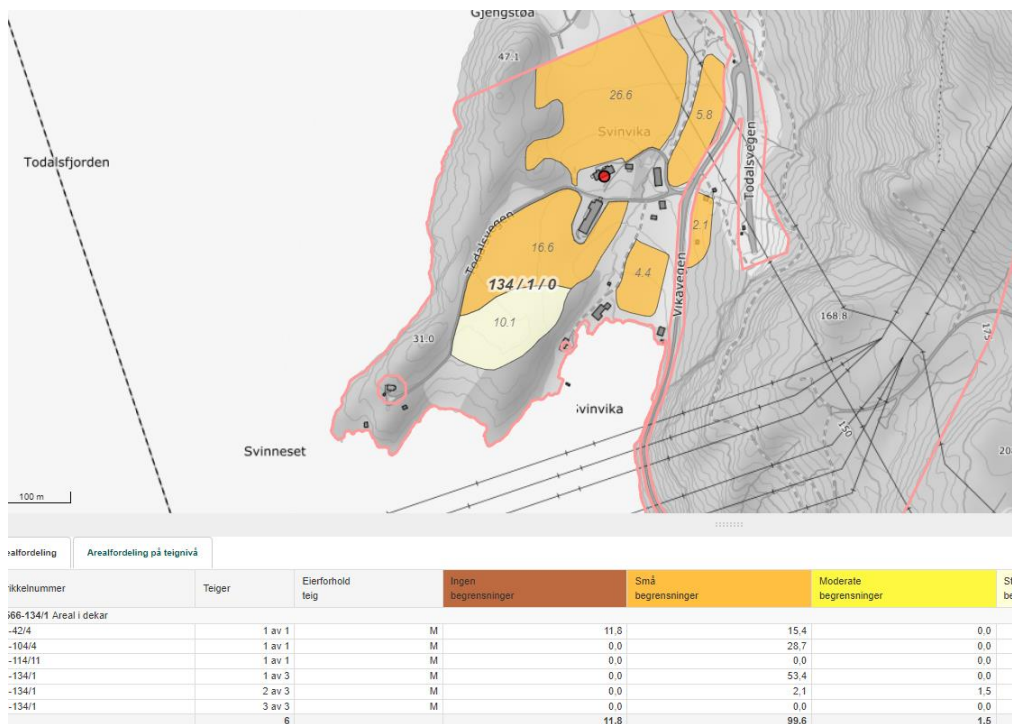 Gjengstøa
47.1
26.6
5.8
Svinvika
Todalsvegen
Todalsfjorden
Todalsvegen
16.6
2.1
4.4
134 / 1 / 0
Vikavegen
10.1
31.0
168.8
175
150
Svinvika
Svinneset
208
100 m
ealfordeling
Arealfordeling på teignivå
rikkelnummer
Teiger
Eierforhold teig
Ingen begrensninger
Små begrensninger
Moderate begrensninger
St be
566-134/1 Areal i dekar
-42/4 1 av 1 M 11,8 15,4 0,0
-104/4 1 av 1 M 0,0 28,7 0,0
-114/11 1 av 1 M 0,0 0,0 0,0
-134/1 1 av 3 M 0,0 53,4 0,0
-134/1 2 av 3 M 0,0 2,1 1,5
-134/1 3 av 3 M 0,0 0,0 0,0
6 11,8 99,6 1,5